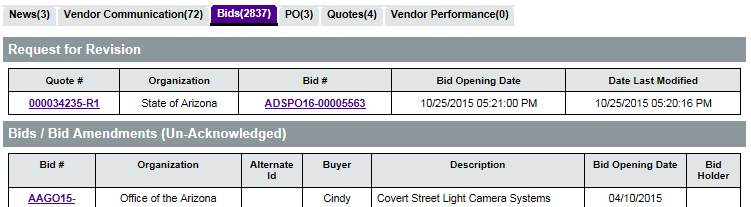 News(3) Vendor Communication(72) Bids(2837) PO(3) Quotes(4) Vendor Performance(0)
Request for Revision
Quote # Organization Bid # Bid Opening Date Date Last Modified
000034235-R1 State of Arizona ADSPO16-00005563 10/25/2015 05:21:00 PM 10/25/2015 05:20:16 PM
Bids / Bid Amendments (Un-Acknowledged)
Bid # Organization Alternate Id Buyer Description Bid Opening Date Bid Holder
AAGO15- Office of the Arizona Cindy Covert Street Light Camera Systems 04/10/2015